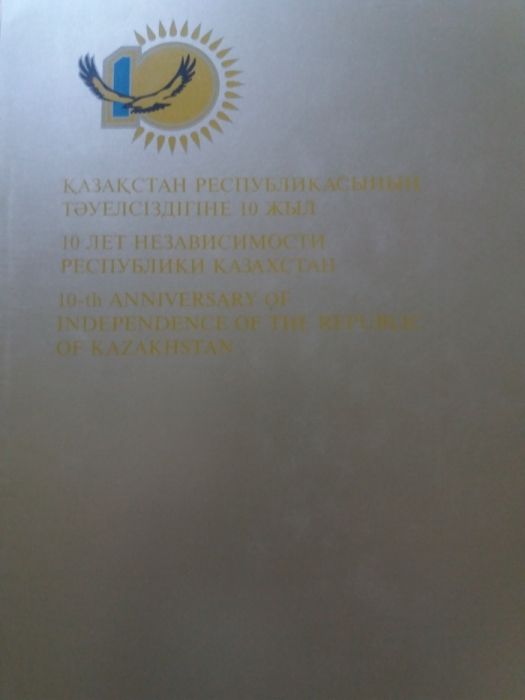 10
ҚАЗАҚСТАН РЕСПУБЛИКАСЫНЫҢ
ТӘУЕЛСІЗДІГІНЕ 10 ЖЫЛ
10 ЛЕТ НЕЗАВИСИМОСТИ
РЕСПУБЛИКИ КАЗАХСТАН
10-th ANNIVERSARY OF
INDEPENDENCE OF THE REPUBLIC
OF KAZAKHSTAN